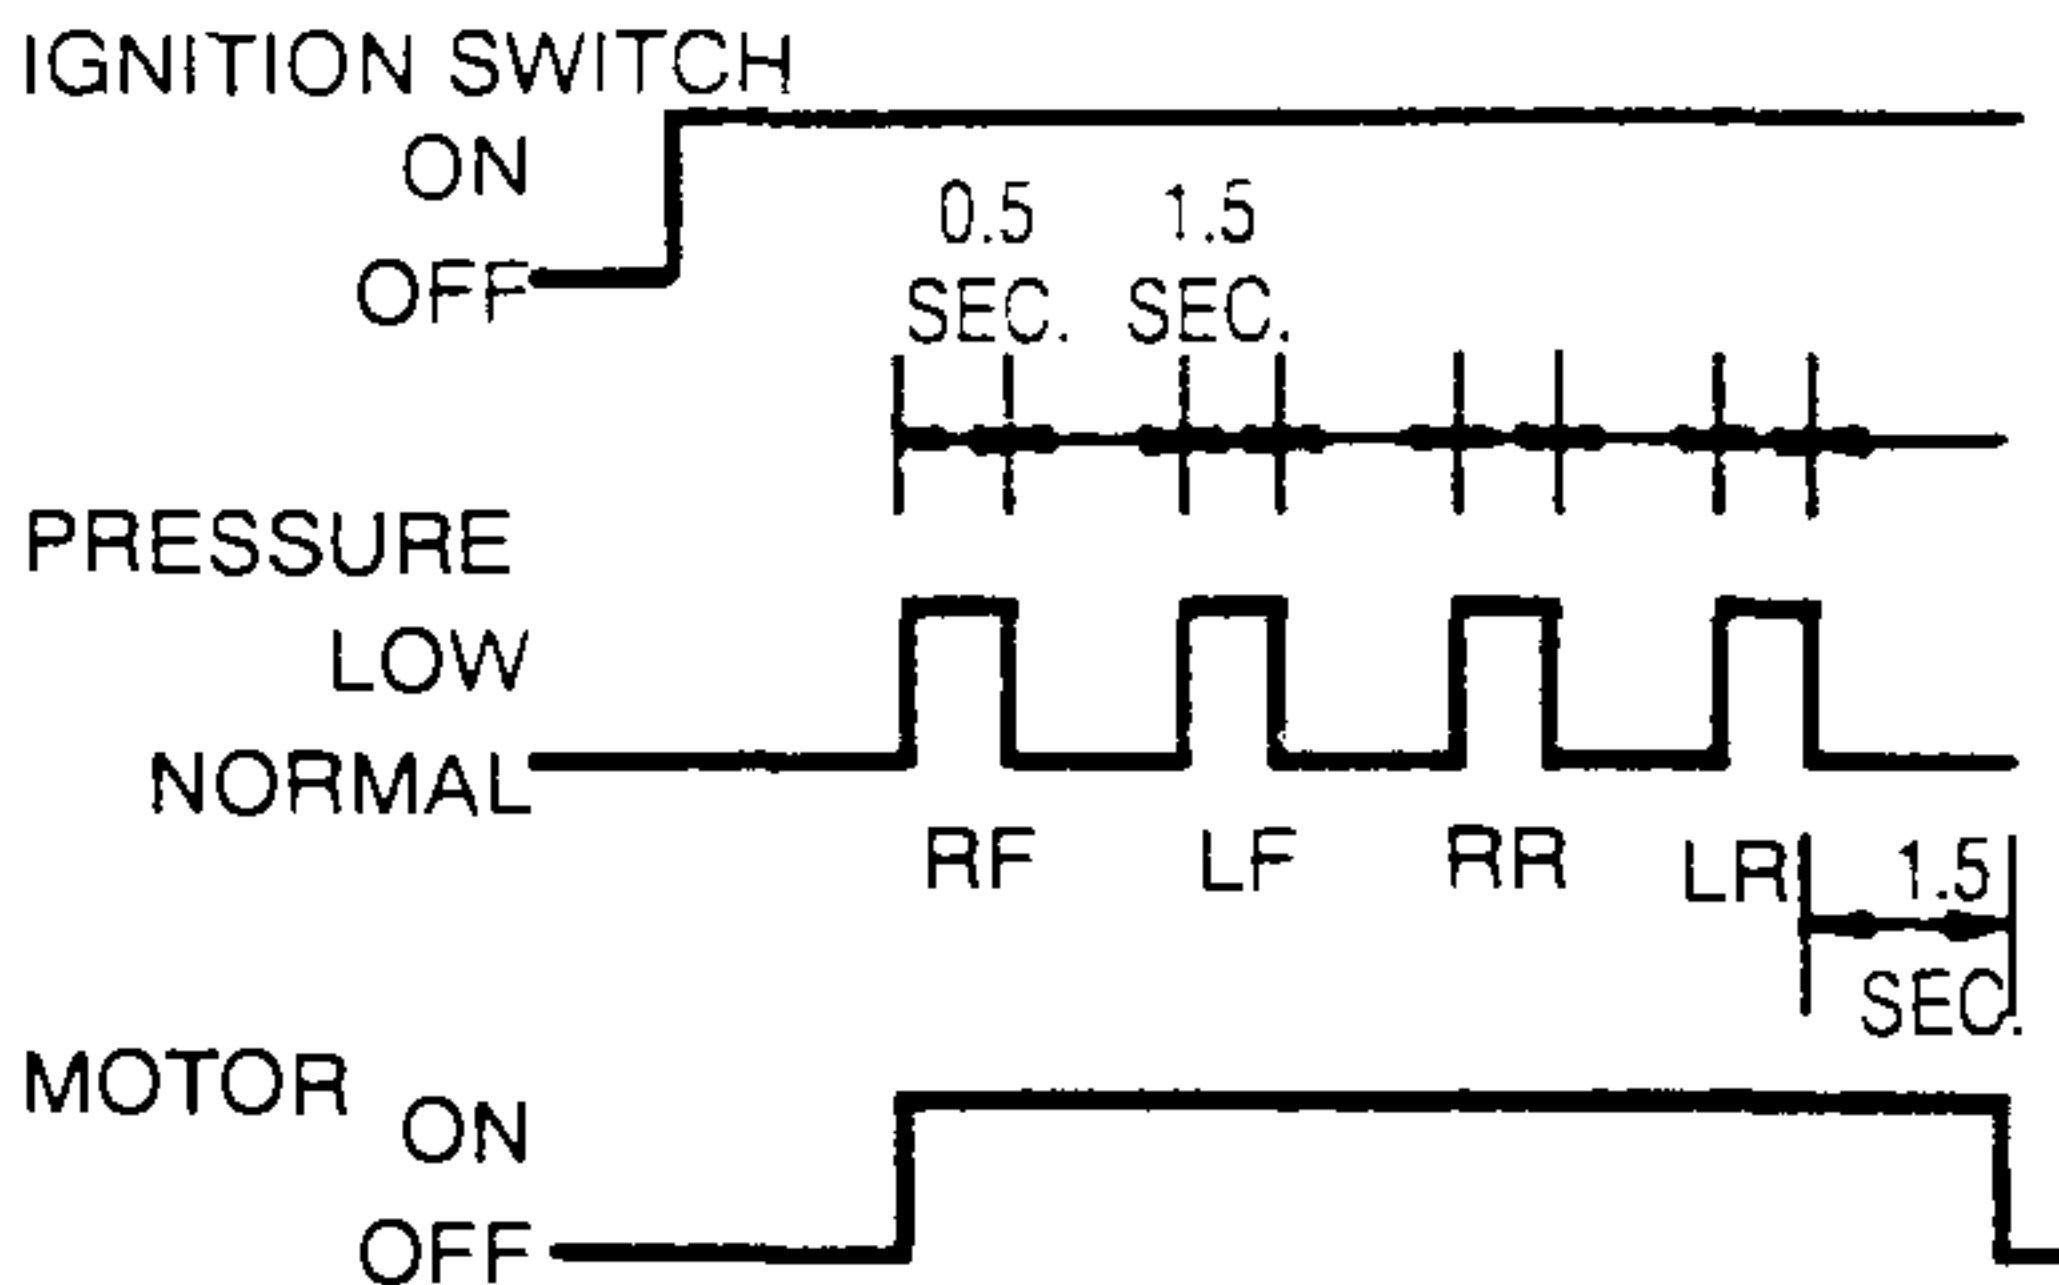 IGNITION SWITCH
ON
OFF
0.5 1.5
SEC. SEC.
PRESSURE
LOW
NORMAL
RF LF RR LR 1.5
SEC.
MOTOR
ON
OFF